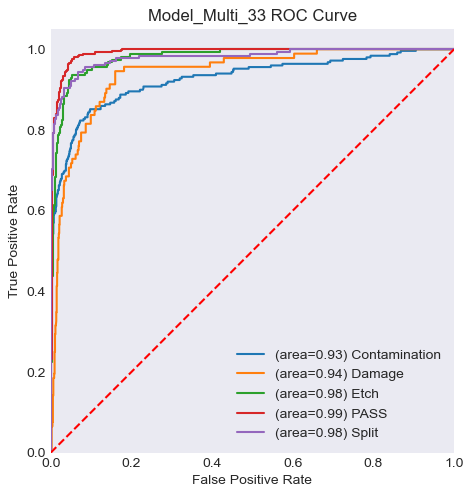 Model_Multi_33 ROC Curve
1.0
0.8
0.6
0.4
0.2
0.0
True Positive Rate
(area=0.93) Contamination
(area=0.94) Damage
(area=0.98) Etch
(area=0.99) PASS
(area=0.98) Split
0.0 0.2 0.4 0.6 0.8 1.0
False Positive Rate